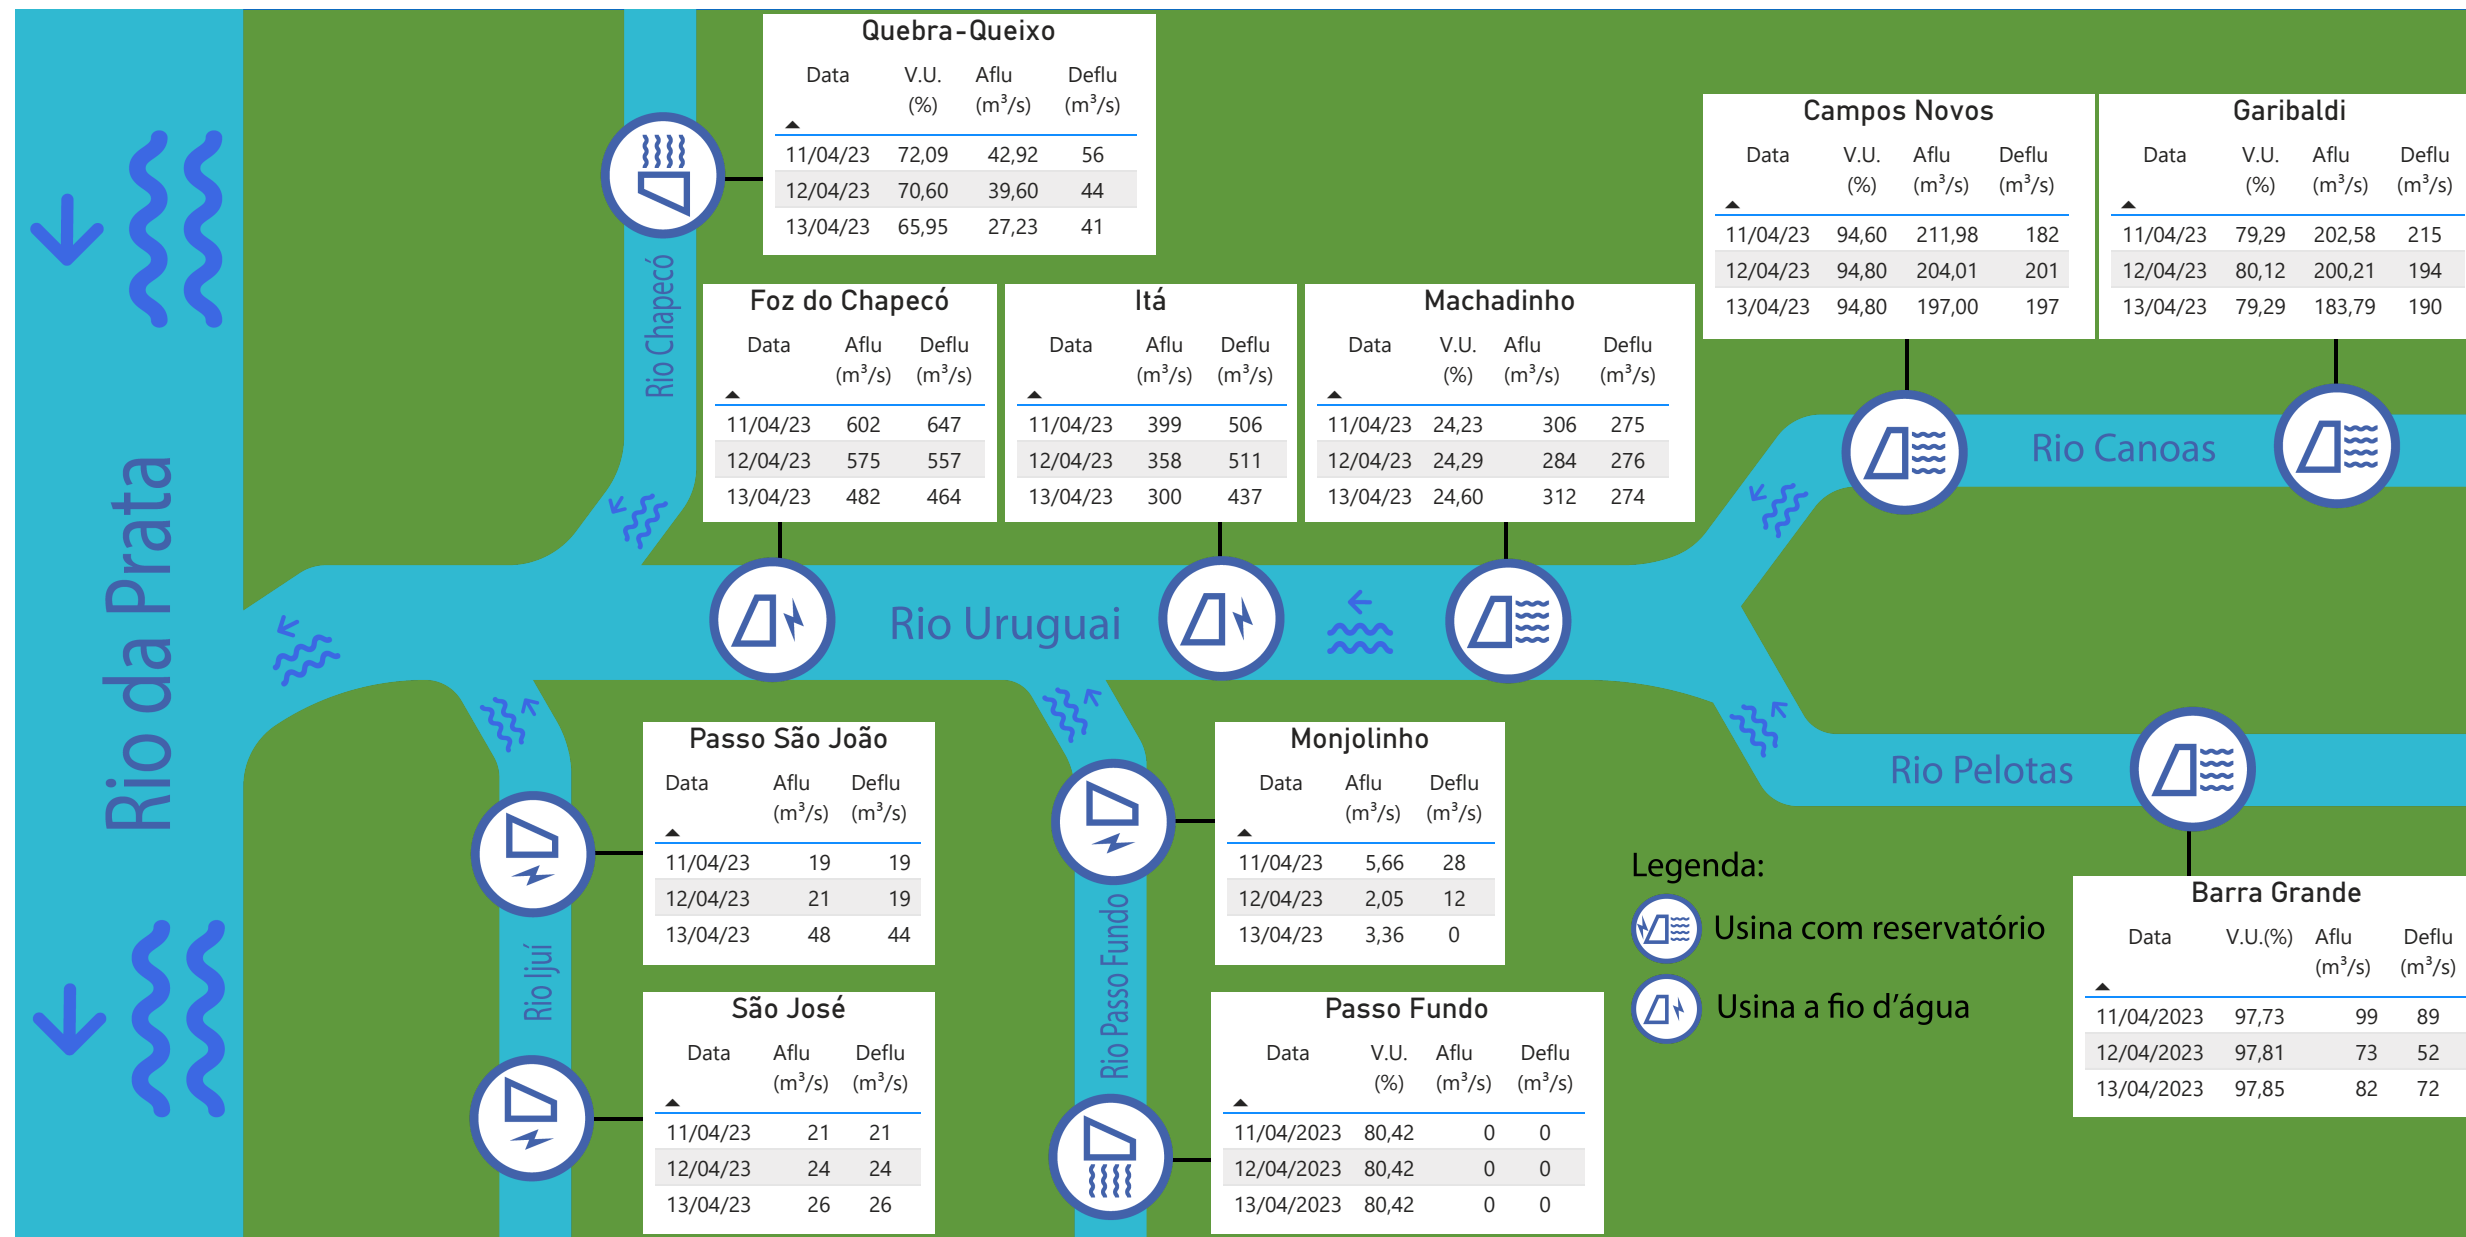 Quebra-Queixo
Data V.U. (%) Aflu (m³/s) Deflu (m³/s)
11/04/23 72,09 42,92 56
12/04/23 70,60 39,60 44
13/04/23 65,95 27,23 41
Campos Novos
Data V.U. (%) Aflu (m³/s) Deflu (m³/s)
11/04/23 94,60 211,98 182
12/04/23 94,80 204,01 201
13/04/23 94,80 197,00 197
Garibaldi
Data V.U. (%) Aflu (m³/s) Deflu (m³/s)
11/04/23 79,29 202,58 215
12/04/23 80,12 200,21 194
13/04/23 79,29 183,79 190
Rio Chapecó
Foz do Chapecó
Data Aflu (m³/s) Deflu (m³/s)
11/04/23 602 647
12/04/23 575 557
13/04/23 482 464
Itá
Data Aflu (m³/s) Deflu (m³/s)
11/04/23 399 506
12/04/23 358 511
13/04/23 300 437
Machadinho
Data V.U. (%) Aflu (m³/s) Deflu (m³/s)
11/04/23 24,23 306 275
12/04/23 24,29 284 276
13/04/23 24,60 312 274
Rio Canoas
Rio da Prata
Rio Uruguai
Rio Pelotas
Passo São João
Data Aflu (m³/s) Deflu (m³/s)
11/04/23 19 19
12/04/23 21 19
13/04/23 48 44
Monjolinho
Data Aflu (m³/s) Deflu (m³/s)
11/04/23 5,66 28
12/04/23 2,05 12
13/04/23 3,36 0
Rio Ijuí
Rio Passo Fundo
Legenda:
Usina com reservatório
Usina a fio d'água
Barra Grande
Data V.U.(%) Aflu (m³/s) Deflu (m³/s)
11/04/2023 97,73 99 89
12/04/2023 97,81 73 52
13/04/2023 97,85 82 72
São José
Data Aflu (m³/s) Deflu (m³/s)
11/04/23 21 21
12/04/23 24 24
13/04/23 26 26
Passo Fundo
Data V.U. (%) Aflu (m³/s) Deflu (m³/s)
11/04/2023 80,42 0 0
12/04/2023 80,42 0 0
13/04/2023 80,42 0 0